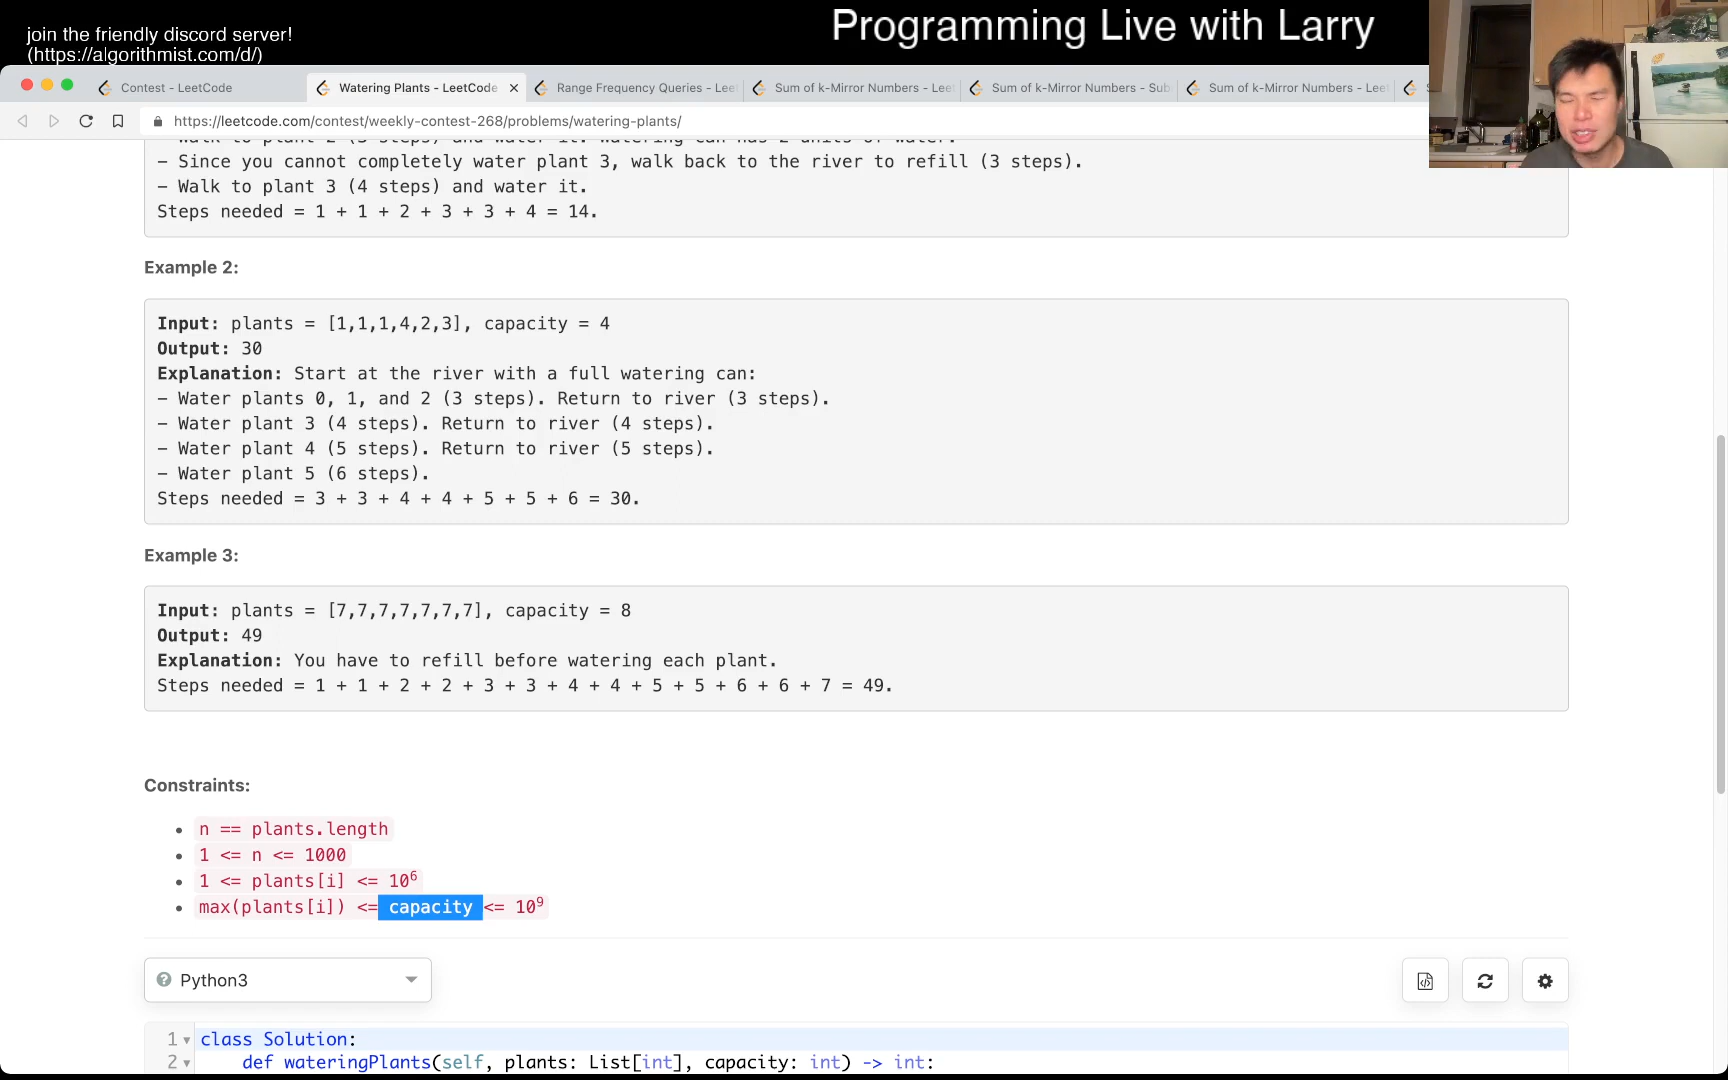 join the friendly discord server!
(https://algorithmist.com/d/)
Programming Live with Larry
Contest - LeetCode
Watering Plants - LeetCode
Range Frequency Queries - Lee
Sum of k-Mirror Numbers - Lee
Sum of k-Mirror Numbers - Sub
Sum of k-Mirror Numbers - Lee
https://leetcode.com/contest/weekly-contest-268/problems/watering-plants/
- Since you cannot completely water plant 3, walk back to the river to refill (3 steps).
- Walk to plant 3 (4 steps) and water it.
Steps needed = 1 + 1 + 2 + 3 + 3 + 4 = 14.
Example 2:
Input: plants = [1,1,1,4,2,3], capacity = 4
Output: 30
Explanation: Start at the river with a full watering can:
- Water plants 0, 1, and 2 (3 steps). Return to river (3 steps).
- Water plant 3 (4 steps). Return to river (4 steps).
- Water plant 4 (5 steps). Return to river (5 steps).
- Water plant 5 (6 steps).
Steps needed = 3 + 3 + 4 + 4 + 5 + 5 + 6 = 30.
Example 3:
Input: plants = [7,7,7,7,7,7,7], capacity = 8
Output: 49
Explanation: You have to refill before watering each plant.
Steps needed = 1 + 1 + 2 + 2 + 3 + 3 + 4 + 4 + 5 + 5 + 6 + 6 + 7 = 49.
Constraints:
n == plants.length
1 <= n <= 1000
1 <= plants[i] <= 10⁶
max(plants[i]) <= capacity <= 10⁹
Python3
1 class Solution:
2 def wateringPlants(self, plants: List[int], capacity: int) -> int: